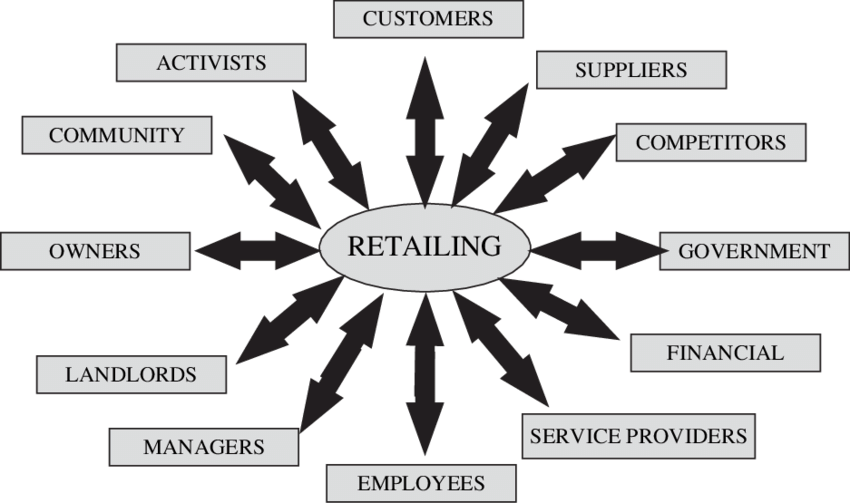 CUSTOMERS
ACTIVISTS
SUPPLIERS
COMMUNITY
COMPETITORS
OWNERS
RETAILING
GOVERNMENT
LANDLORDS
FINANCIAL
MANAGERS
SERVICE PROVIDERS
EMPLOYEES